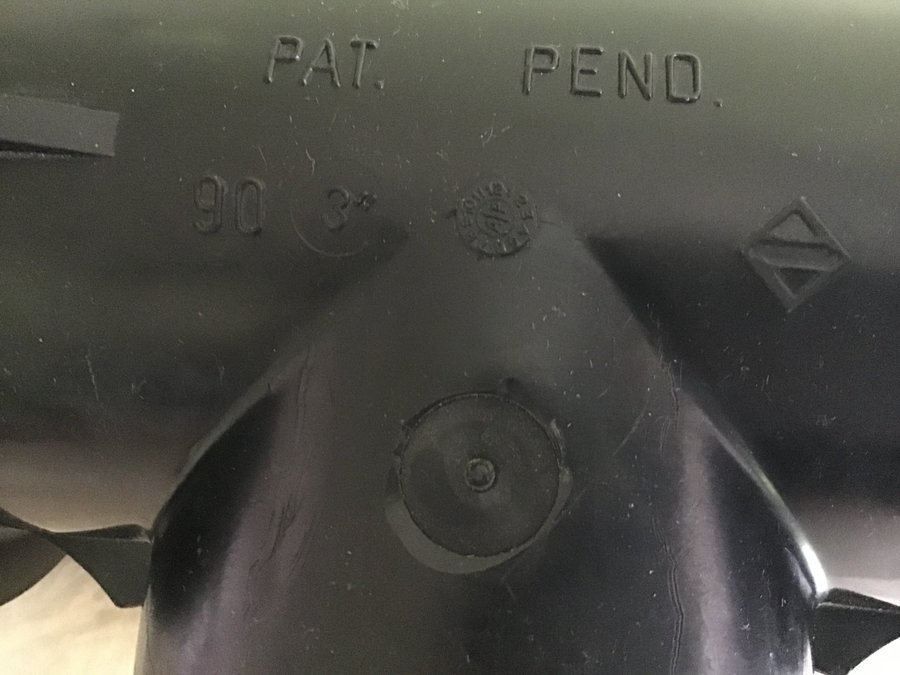 PAT. PEND.
90 3"